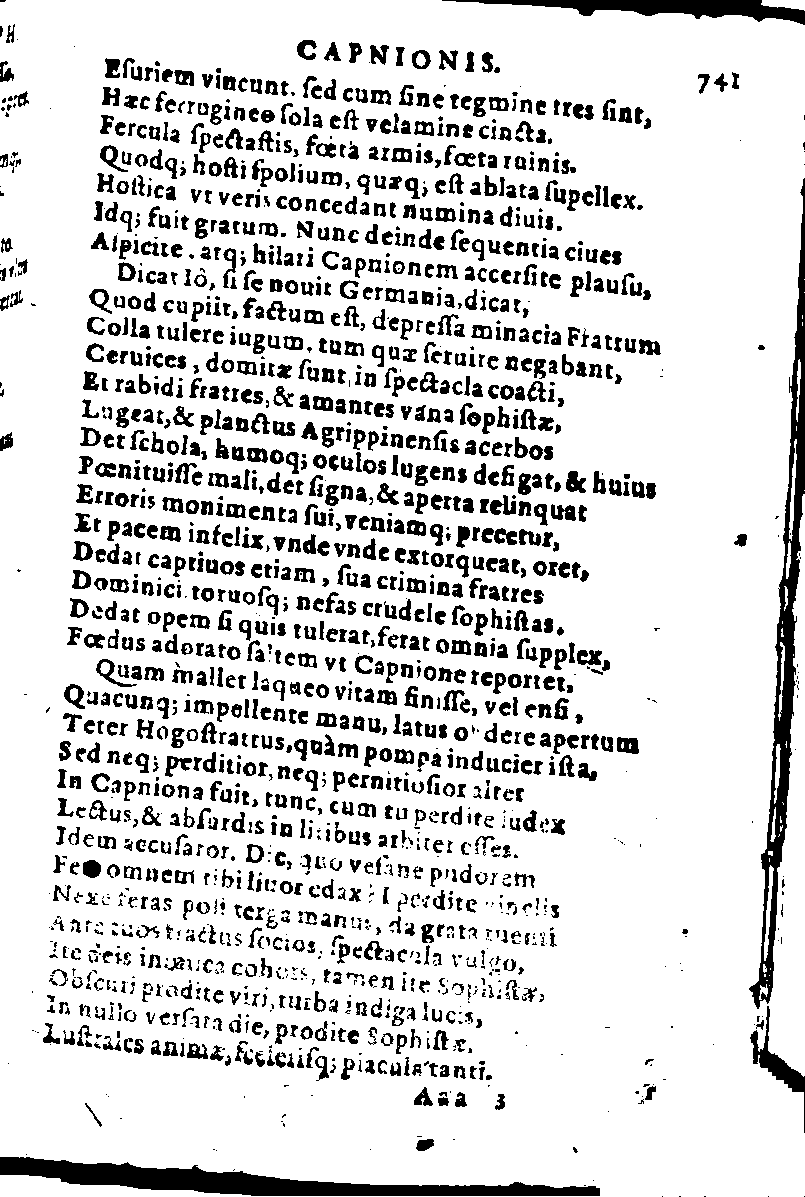 CAPNIONIS. 741
Eſuriem vincunt. ſed cum ſine tegmine tres ſint,
Hæc ferrugineo ſola eſt velamine cincta.
Fercula ſpectaſtis, fœta armis, fœta ruinis.
Quodq; hoſti ſpolium, quæq; eſt ablata ſupellex.
Hoſtica vt veris concedant numina diuis.
Idq; fuit gratum. Nunc deinde ſequentia ciues
Aſpicite. atq; hilari Capnionem accerſite plauſu,
Dicat Iô, ſi ſe nouit Germania, dicat,
Quod cupiit, factum eſt, depreſſa minacia Fratrum
Colla tulere iugum, tum quæ ſeruire negabant,
Ceruices, domitæ ſunt, in ſpectacla coacti,
Et rabidi fratres, & amantes vana ſophiſtæ,
Lugeat, & planctus Agrippinenſis acerbos
Det ſchola, humoq; oculos lugens defigat, & huius
Pœnituiſſe mali, det ſigna, & aperta relinquat
Erroris monimenta ſui, veniamq; precetur,
Et pacem infelix, vnde vnde extorqueat, oret,
Dedat captiuos etiam, ſua crimina fratres
Dominici. toruoſq; nefas crudele ſophiſtas.
Dedat opem ſi quis tulerat, ferat omnia ſupplex,
Fœdus adorato ſaltem vt Capnione reportet,
Quam mallet laqueo vitam finiſſe, vel enſi,
Quacunq; impellente manu, latus odere apertum
Teter Hogoſtratus, quàm pompa inducier iſta,
Sed neq; perditior, neq; pernitioſior alter
In Capniona fuit, tunc, cum tu perdite iudex
Lectus, & abſurdis in litibus arbiter eſſes.
Idem accuſator. Dic, quo veſane pudorem
omnem tibi liuor edax? I perdite vinclis
Nexe feras poſt terga manus, da grata tuenti
Ante tuos tractus ſocios, ſpectacula vulgo,
Ite deis inuiſa cohors, tamen ite Sophiſtæ,
Obſcuri prodite viri, turba indiga lucis,
In nullo verſata die, prodite Sophiſtæ.
Luſtrales animæ, ſceleriſq; piacula tanti.
Aaa 3